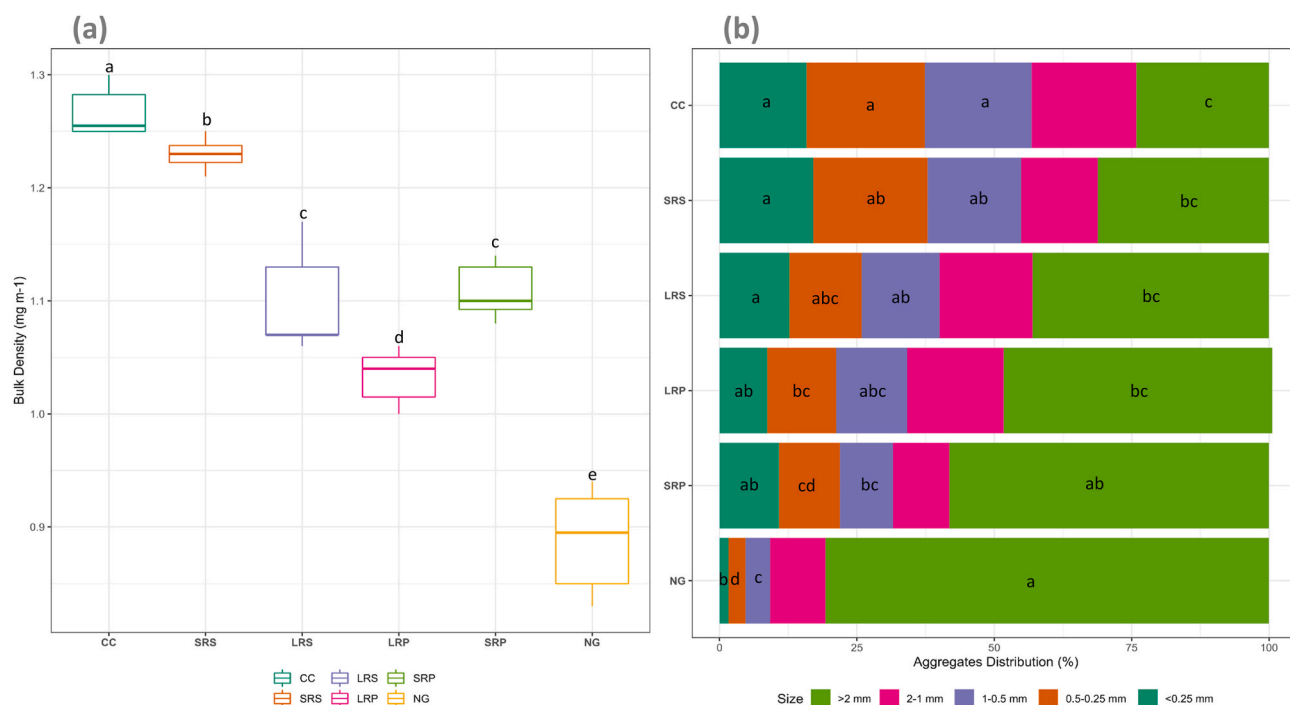 (a)
Bulk Density (mg m-1)
1.3
1.2
1.1
1.0
0.9
a
b
c
d
c
e
CC SRS LRS LRP SRP NG
CC LRS SRP
SRS LRP NG
(b)
CC a a a c
SRS a ab ab bc
LRS a abc ab bc
LRP ab bc abc bc
SRP ab cd bc ab
NG b d c a
0 25 50 75 100
Aggregates Distribution (%)
Size >2 mm 2-1 mm 1-0.5 mm 0.5-0.25 mm <0.25 mm